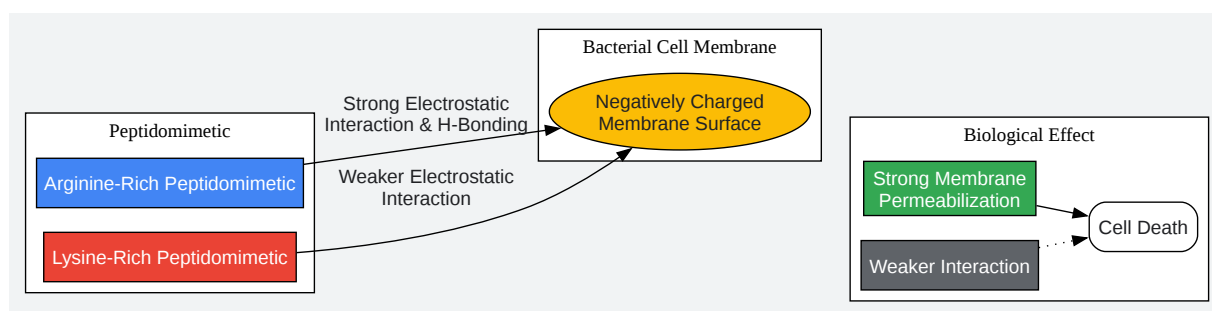 Peptidomimetic
Arginine-Rich Peptidomimetic
Lysine-Rich Peptidomimetic
Strong Electrostatic
Interaction & H-Bonding
Weaker Electrostatic
Interaction
Bacterial Cell Membrane
Negatively Charged
Membrane Surface
Biological Effect
Strong Membrane
Permeabilization
Weaker Interaction
Cell Death